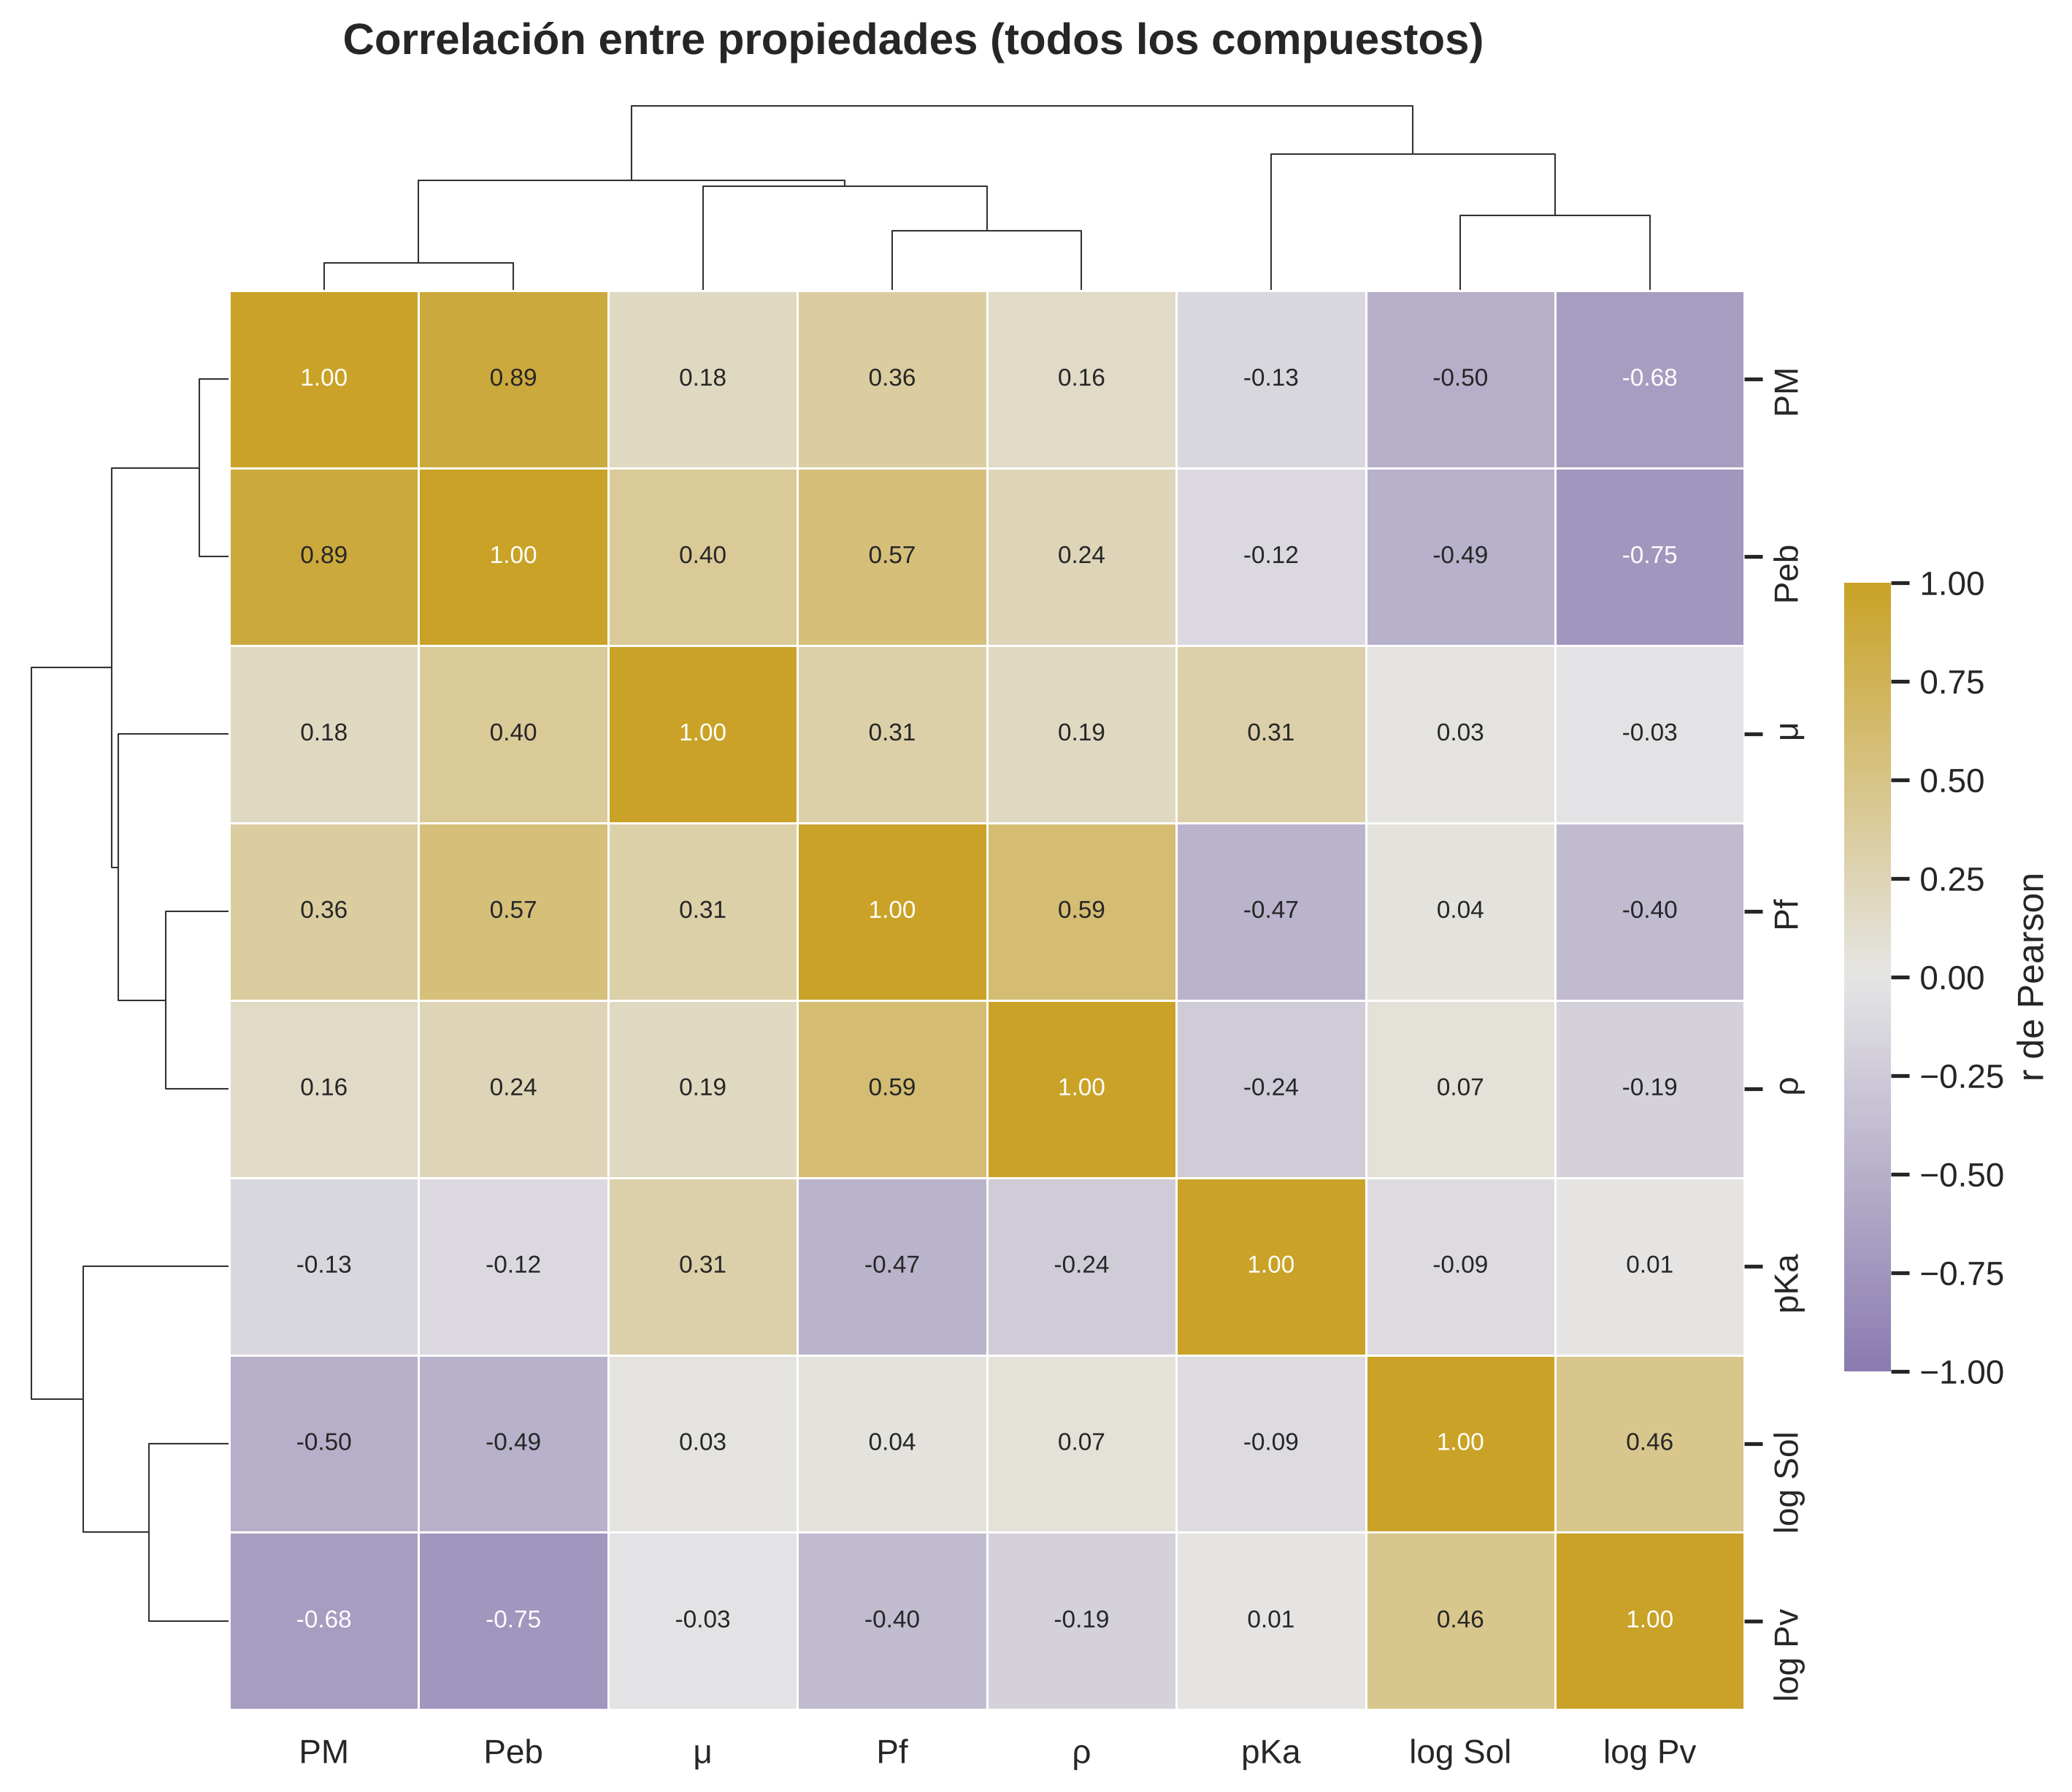 Correlación entre propiedades (todos los compuestos)
1.00 0.89 0.18 0.36 0.16 -0.13 -0.50 -0.68 PM
0.89 1.00 0.40 0.57 0.24 -0.12 -0.49 -0.75 Peb
0.18 0.40 1.00 0.31 0.19 0.31 0.03 -0.03 μ
0.36 0.57 0.31 1.00 0.59 -0.47 0.04 -0.40 Pf
0.16 0.24 0.19 0.59 1.00 -0.24 0.07 -0.19 ρ
-0.13 -0.12 0.31 -0.47 -0.24 1.00 -0.09 0.01 pKa
-0.50 -0.49 0.03 0.04 0.07 -0.09 1.00 0.46 log Sol
-0.68 -0.75 -0.03 -0.40 -0.19 0.01 0.46 1.00 log Pv
PM Peb μ Pf ρ pKa log Sol log Pv
1.00
0.75
0.50
0.25
0.00
−0.25
−0.50
−0.75
−1.00
r de Pearson